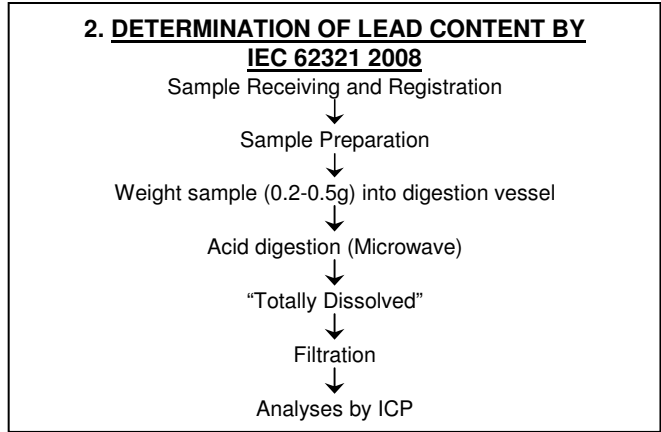 2. DETERMINATION OF LEAD CONTENT BY
IEC 62321 2008
Sample Receiving and Registration
Sample Preparation
Weight sample (0.2-0.5g) into digestion vessel
Acid digestion (Microwave)
“Totally Dissolved”
Filtration
Analyses by ICP